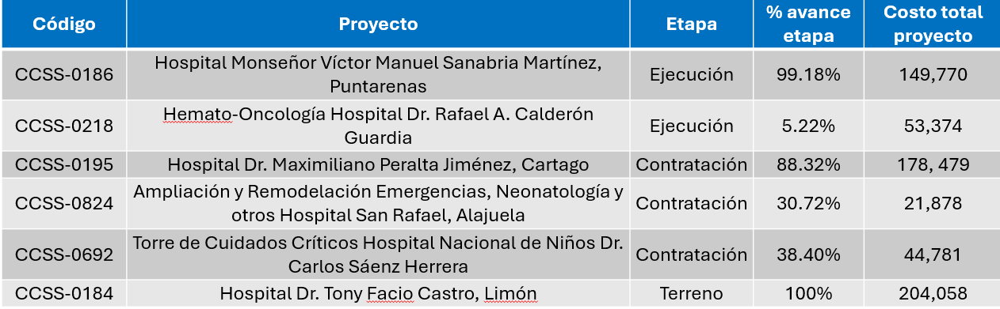 Código Proyecto Etapa % avance etapa Costo total proyecto
CCSS-0186 Hospital Monseñor Víctor Manuel Sanabria Martínez, Puntarenas Ejecución 99.18% 149,770
CCSS-0218 Hemato-Oncología Hospital Dr. Rafael A. Calderón Guardia Ejecución 5.22% 53,374
CCSS-0195 Hospital Dr. Maximiliano Peralta Jiménez, Cartago Contratación 88.32% 178, 479
CCSS-0824 Ampliación y Remodelación Emergencias, Neonatología y otros Hospital San Rafael, Alajuela Contratación 30.72% 21,878
CCSS-0692 Torre de Cuidados Críticos Hospital Nacional de Niños Dr. Carlos Sáenz Herrera Contratación 38.40% 44,781
CCSS-0184 Hospital Dr. Tony Facio Castro, Limón Terreno 100% 204,058